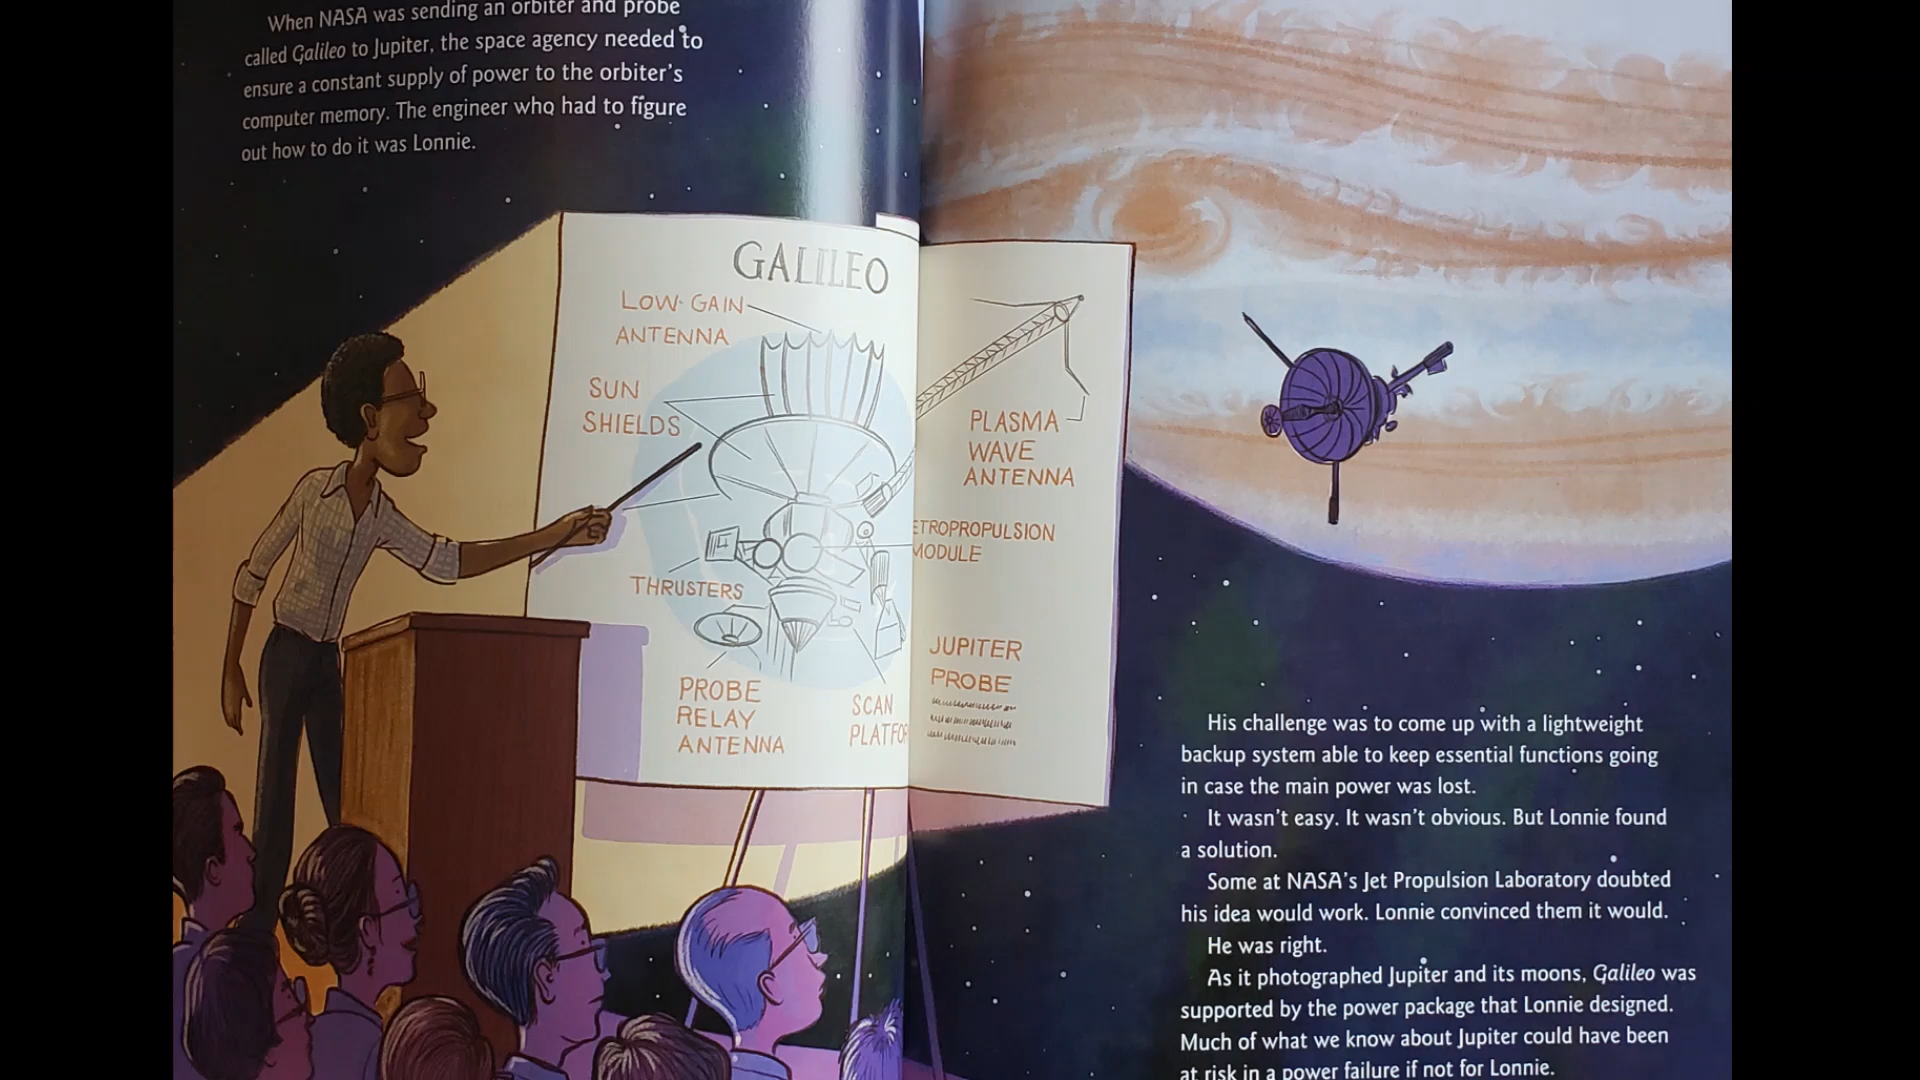 When NASA was sending an orbiter and probe
called Galileo to Jupiter, the space agency needed to
ensure a constant supply of power to the orbiter's
computer memory. The engineer who had to figure
out how to do it was Lonnie.
GALILEO
LOW-GAIN
ANTENNA
SUN
SHIELDS
THRUSTERS
PROBE
RELAY
ANTENNA
SCAN
PLATFOR
PLASMA
WAVE
ANTENNA
ETROPROPULSION
MODULE
JUPITER
PROBE
His challenge was to come up with a lightweight
backup system able to keep essential functions going
in case the main power was lost.
It wasn't easy. It wasn't obvious. But Lonnie found
a solution.
Some at NASA's Jet Propulsion Laboratory doubted
his idea would work. Lonnie convinced them it would.
He was right.
As it photographed Jupiter and its moons, Galileo was
supported by the power package that Lonnie designed.
Much of what we know about Jupiter could have been
at risk in a power failure if not for Lonnie.